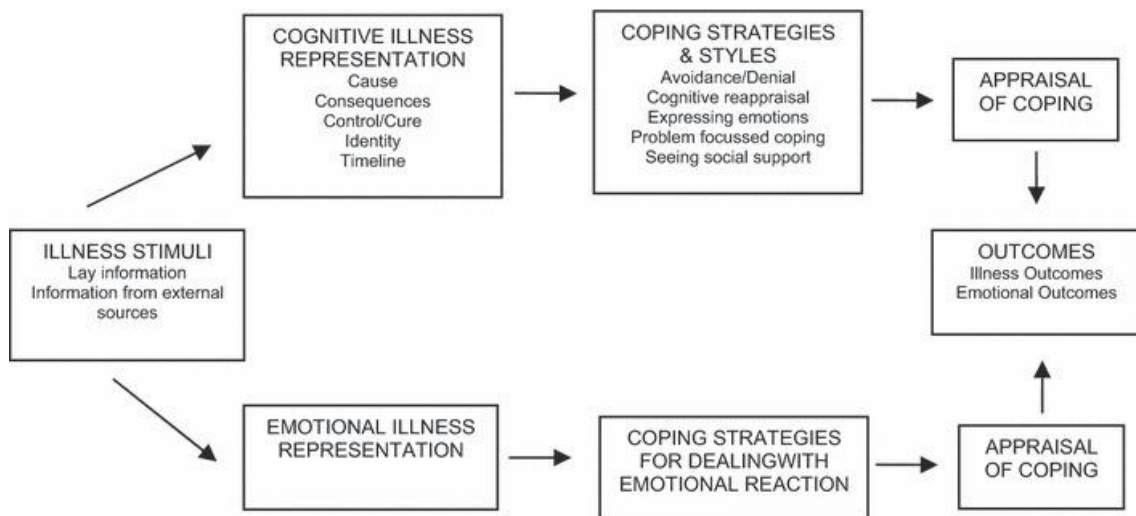 COGNITIVE ILLNESS
REPRESENTATION
Cause
Consequences
Control/Cure
Identity
Timeline
COPING STRATEGIES
& STYLES
Avoidance/Denial
Cognitive reappraisal
Expressing emotions
Problem focussed coping
Seeing social support
APPRAISAL
OF COPING
ILLNESS STIMULI
Lay information
Information from external
sources
OUTCOMES
Illness Outcomes
Emotional Outcomes
EMOTIONAL ILLNESS
REPRESENTATION
COPING STRATEGIES
FOR DEALINGWITH
EMOTIONAL REACTION
APPRAISAL
OF COPING